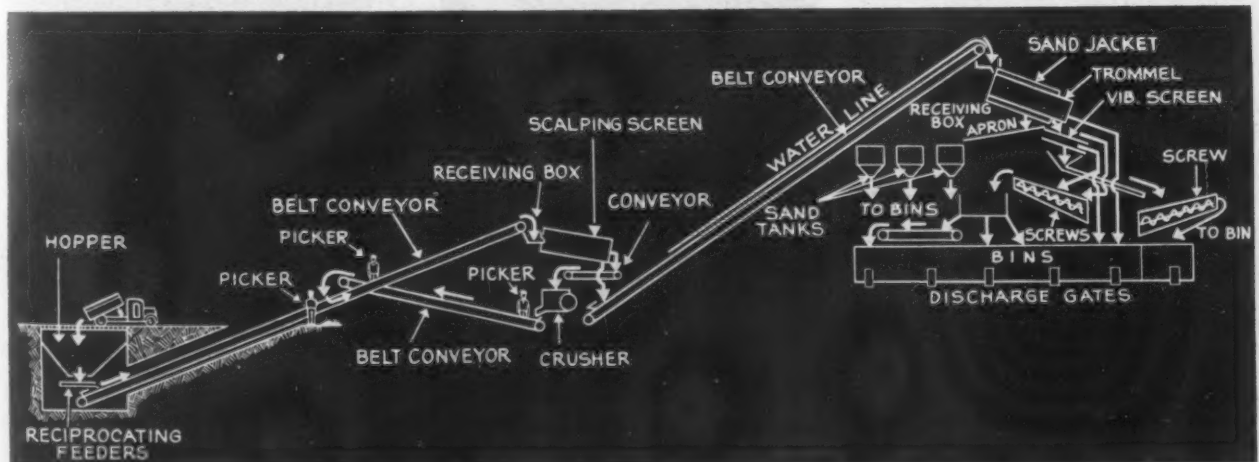 HOPPER
RECIPROCATING
FEEDERS
PICKER
PICKER
BELT CONVEYOR
RECEIVING BOX
SCALPING SCREEN
CONVEYOR
PICKER
BELT CONVEYOR
CRUSHER
BELT CONVEYOR
WATER LINE
SAND JACKET
TROMMEL
VIB. SCREEN
RECEIVING
BOX
APRON
SCREW
TO BINS
SAND
TANKS
SCREWS
TO BIN
BINS
DISCHARGE GATES